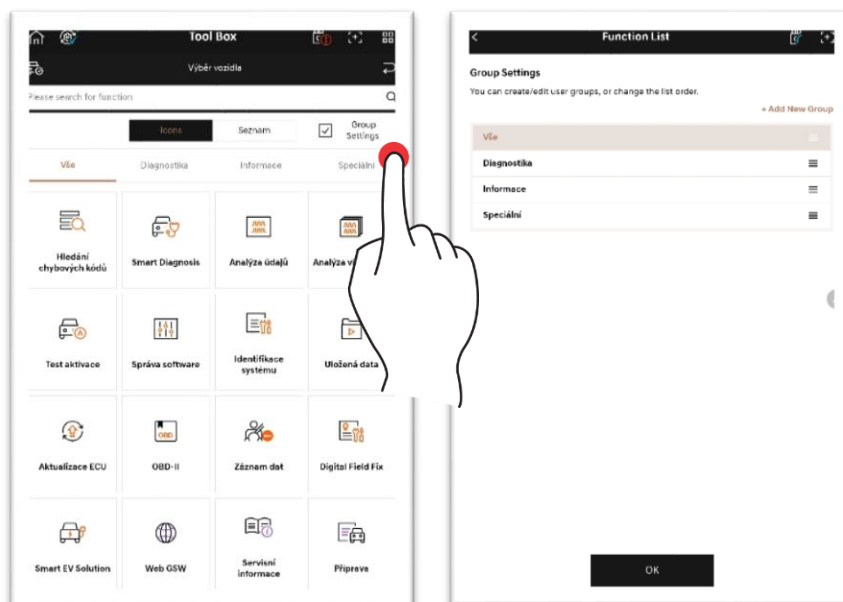 Tool Box
Výběr vozidla
Please search for function
Icons
Seznam
Group
Settings
Vše
Diagnostika
Informace
Speciální
Hledání
chybových kódů
Smart Diagnosis
Analýza údajů
Analýza
Test aktivace
Správa software
Identifikace
systému
Uložená data
Aktualizace ECU
OBD
OBD-II
Záznam dat
Digital Field Fix
Smart EV Solution
Web GSW
Servisní
informace
Příprava
Function List
Group Settings
You can create/edit user groups, or change the list order.
+ Add New Group
Vše
Diagnostika
Informace
Speciální
OK